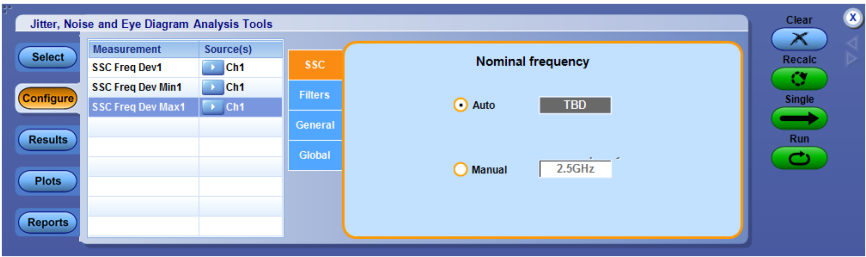 Jitter, Noise and Eye Diagram Analysis Tools
Clear
X
Select
Configure
Results
Plots
Reports
Measurement Source(s)
SSC Freq Dev1 Ch1
SSC Freq Dev Min1 Ch1
SSC Freq Dev Max1 Ch1
SSC
Filters
General
Global
Nominal frequency
Auto TBD
Manual 2.5GHz
Recalc
Single
Run